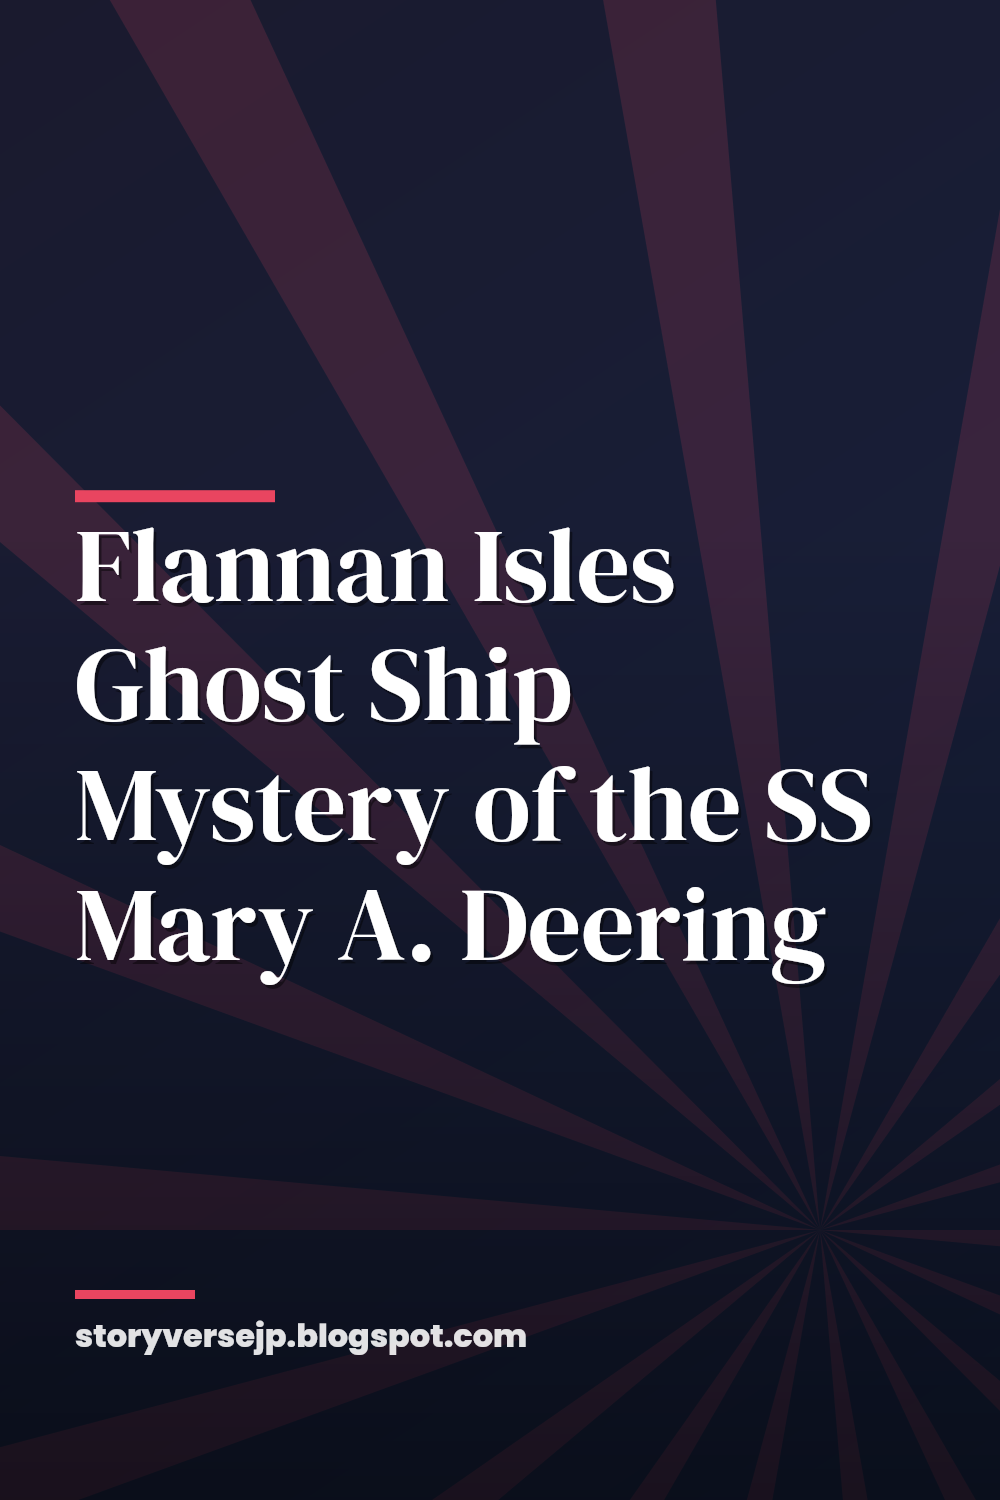 Flannan Isles
Ghost Ship
Mystery of the SS
Mary A. Deering
storyversejp.blogspot.com